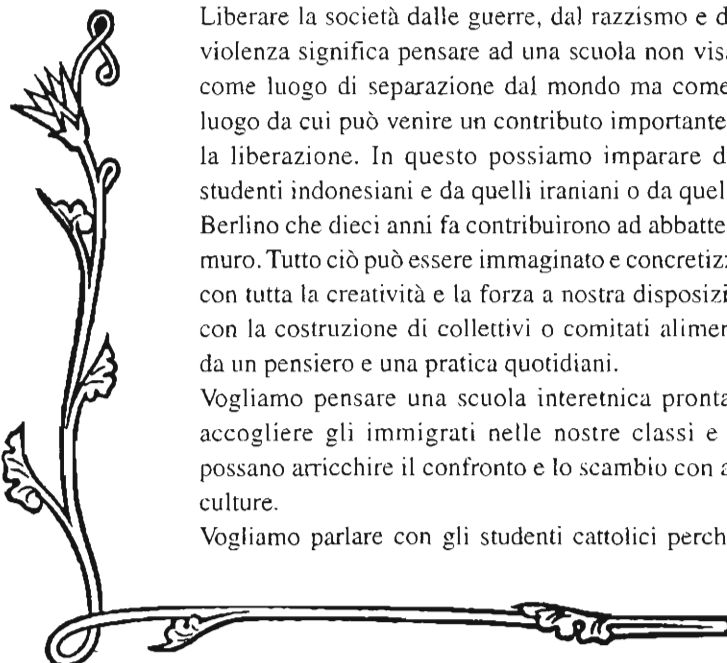 Liberare la società dalle guerre, dal razzismo e d
violenza significa pensare ad una scuola non vis
come luogo di separazione dal mondo ma come
luogo da cui può venire un contributo importante
la liberazione. In questo possiamo imparare d
studenti indonesiani e da quelli iraniani o da quel
Berlino che dieci anni fa contribuirono ad abbatte
muro. Tutto ciò può essere immaginato e concretizz
con tutta la creatività e la forza a nostra disposizi
con la costruzione di collettivi o comitati alimen
da un pensiero e una pratica quotidiani.
Vogliamo pensare una scuola interetnica pronta
accogliere gli immigrati nelle nostre classi e
possano arricchire il confronto e lo scambio con a
culture.
Vogliamo parlare con gli studenti cattolici perch